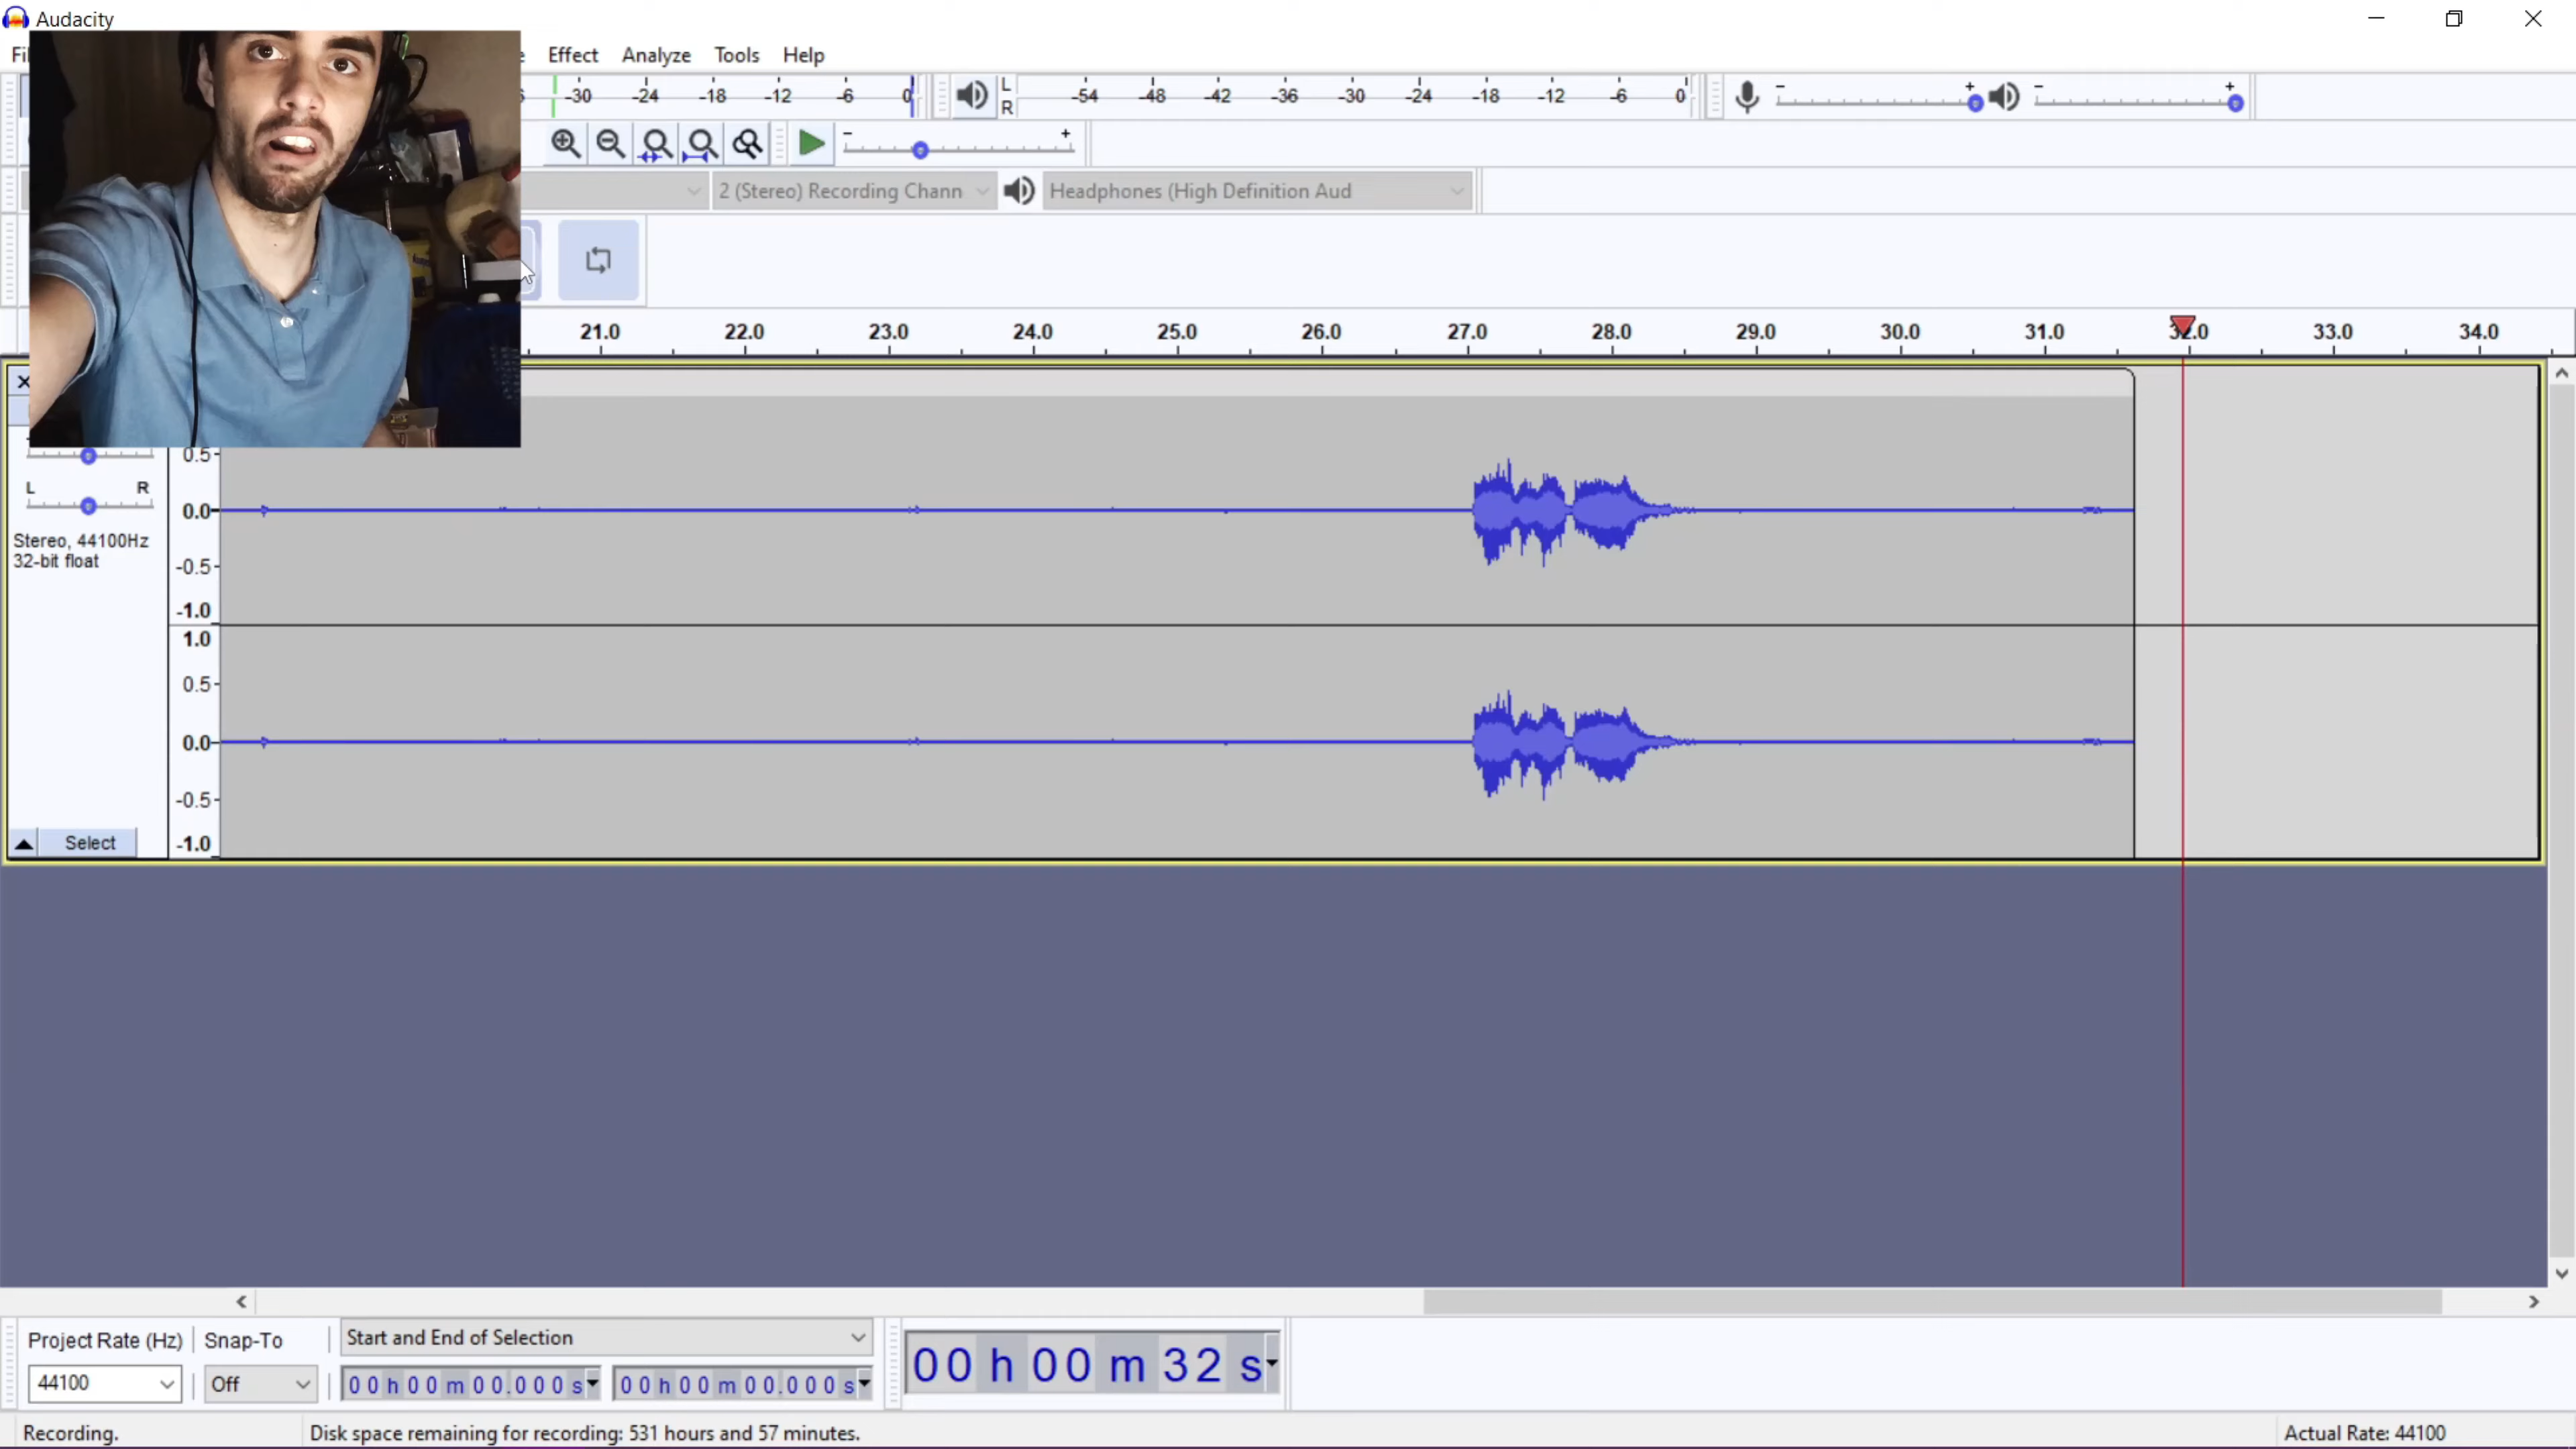 Audacity
Effect Analyze Tools Help
-30 -24 -18 -12 -6 0 L -54 -48 -42 -36 -30 -24 -18 -12 -6 0 - + - +
R
- +
2 (Stereo) Recording Chann Headphones (High Definition Aud
21.0 22.0 23.0 24.0 25.0 26.0 27.0 28.0 29.0 30.0 31.0 33.0 34.0
0.5
L R
0.0
Stereo, 44100Hz
32-bit float
-0.5
-1.0
1.0
0.5
0.0
-0.5
Select
-1.0
Project Rate (Hz) Snap-To Start and End of Selection
44100 Off 00 h 00 m 00.000 s 00 h 00 m 00.000 s 00 h 00 m 32 s
Recording. Disk space remaining for recording: 531 hours and 57 minutes. Actual Rate: 44100